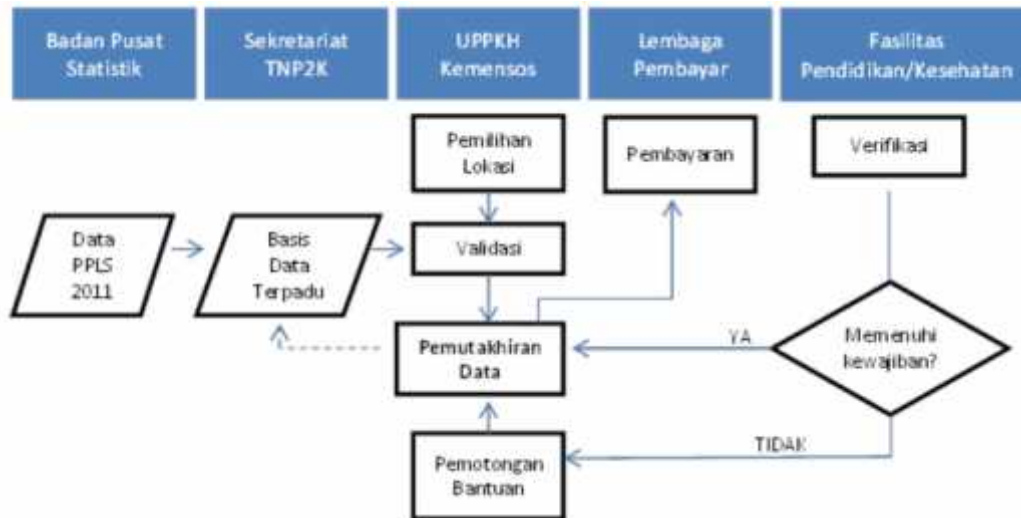 Badan Pusat
Statistik
Sekretariat
TNP2K
UPPKH
Kemensos
Lembaga
Pembayar
Fasilitas
Pendidikan/Kesehatan
Pemilihan
Lokasi
Pembayaran
Verifikasi
Data
PPLS
2011
Basis
Data
Terpadu
Validasi
Pemutakhiran
Data
YA
Memenuhi
kewajiban?
TIDAK
Pemotongan
Bantuan